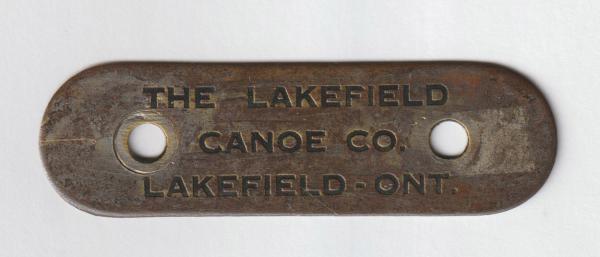 THE LAKEFIELD
CANOE CO.
LAKEFIELD-ONT.